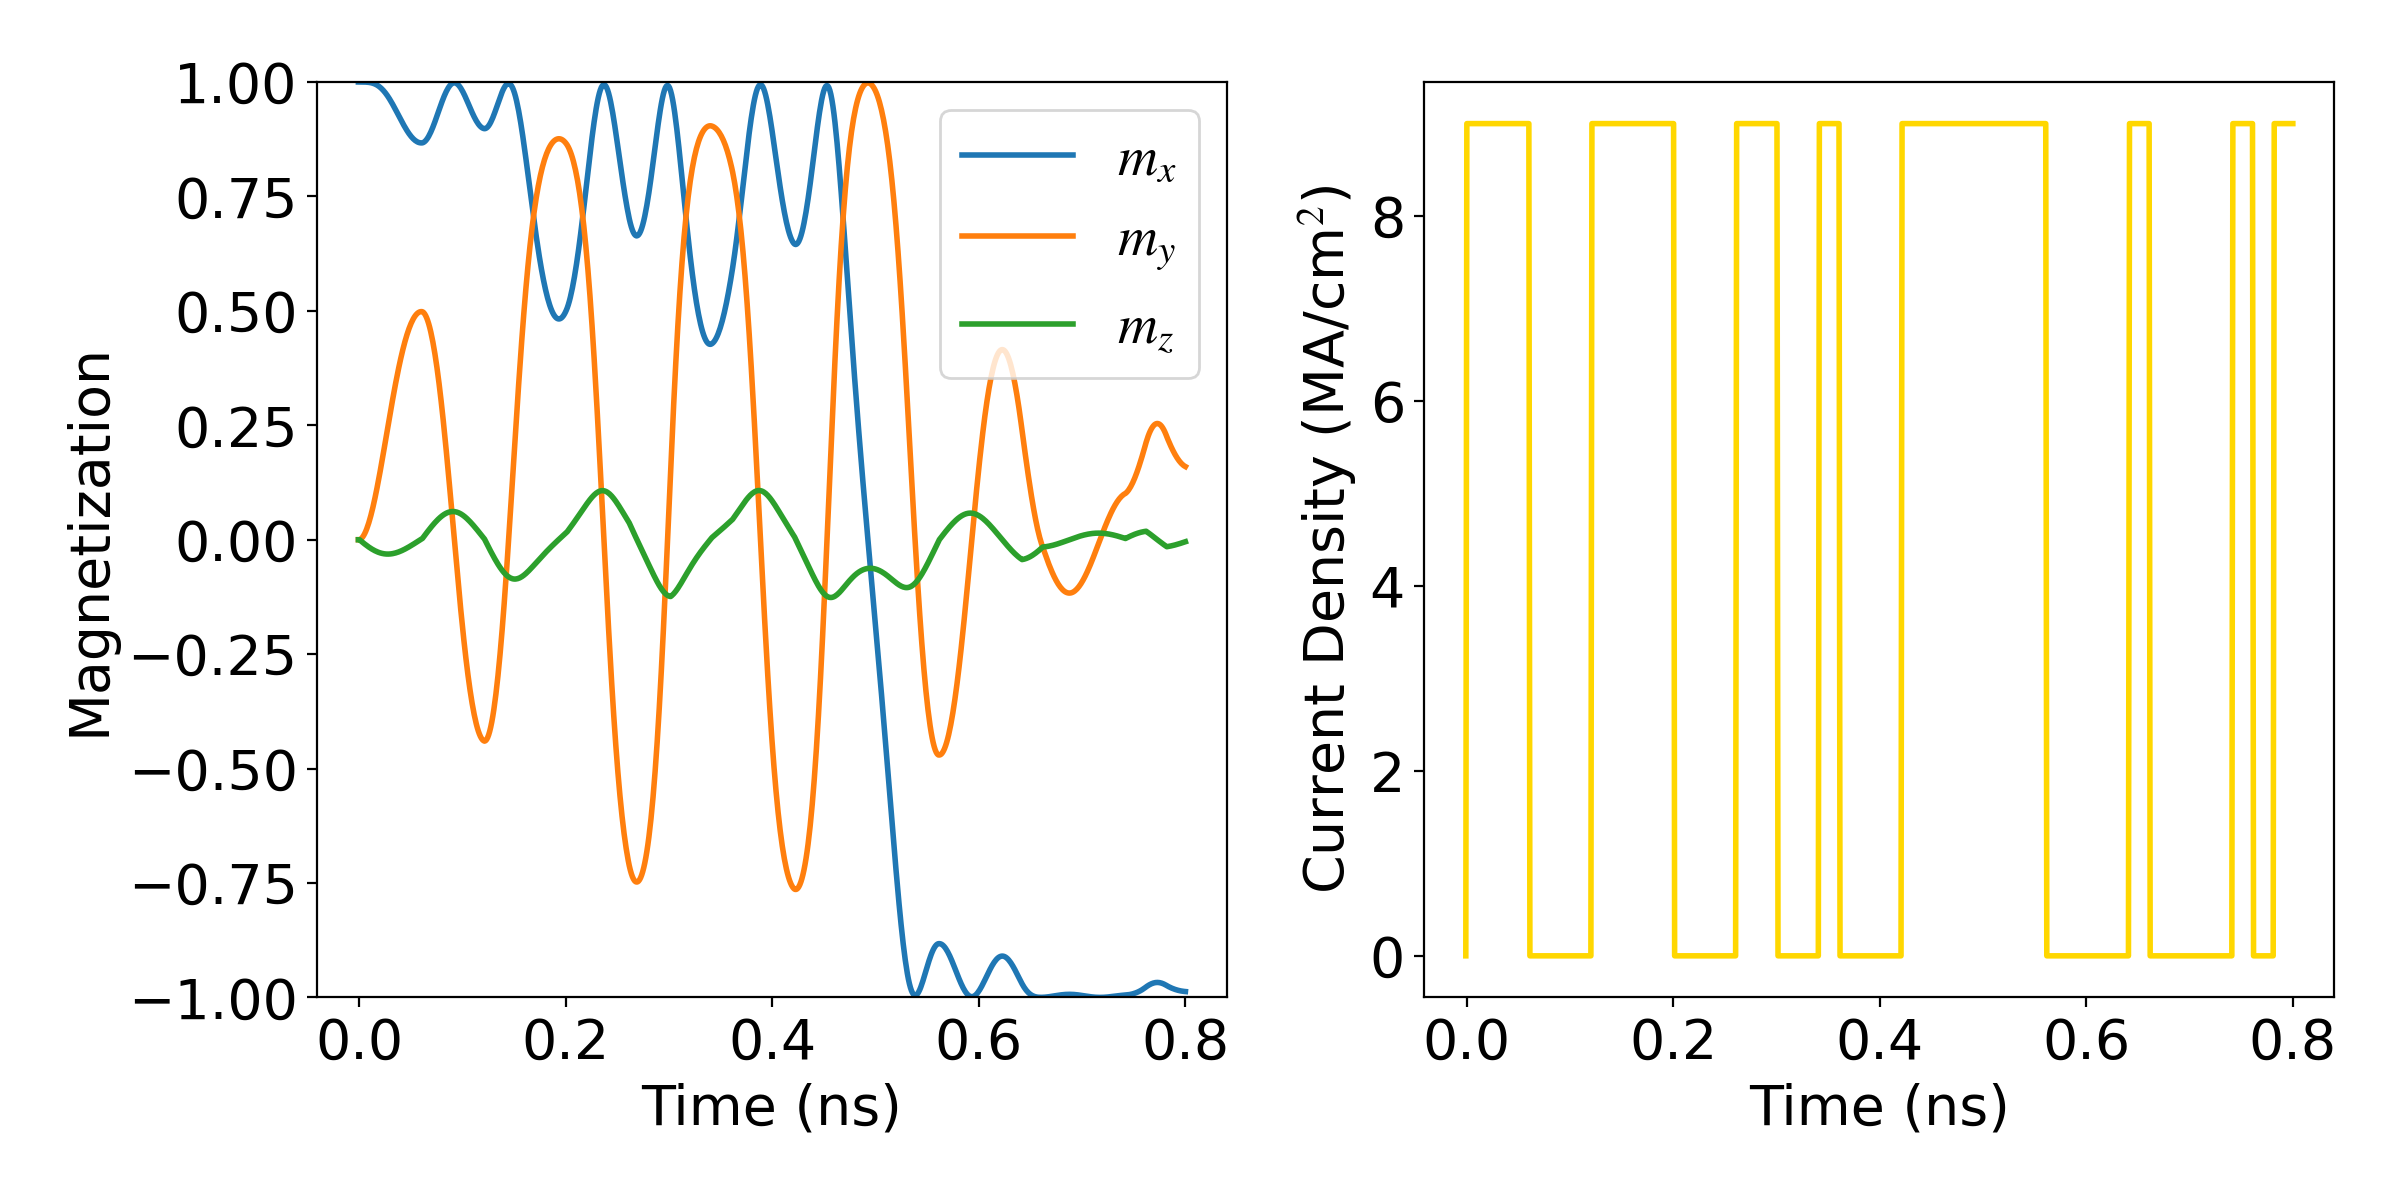 Magnetization
1.00
0.75
0.50
0.25
0.00
−0.25
−0.50
−0.75
−1.00
0.0 0.2 0.4 0.6 0.8
Time (ns)
mₓ
m_y
m_z
Current Density (MA/cm²)
8
6
4
2
0
0.0 0.2 0.4 0.6 0.8
Time (ns)